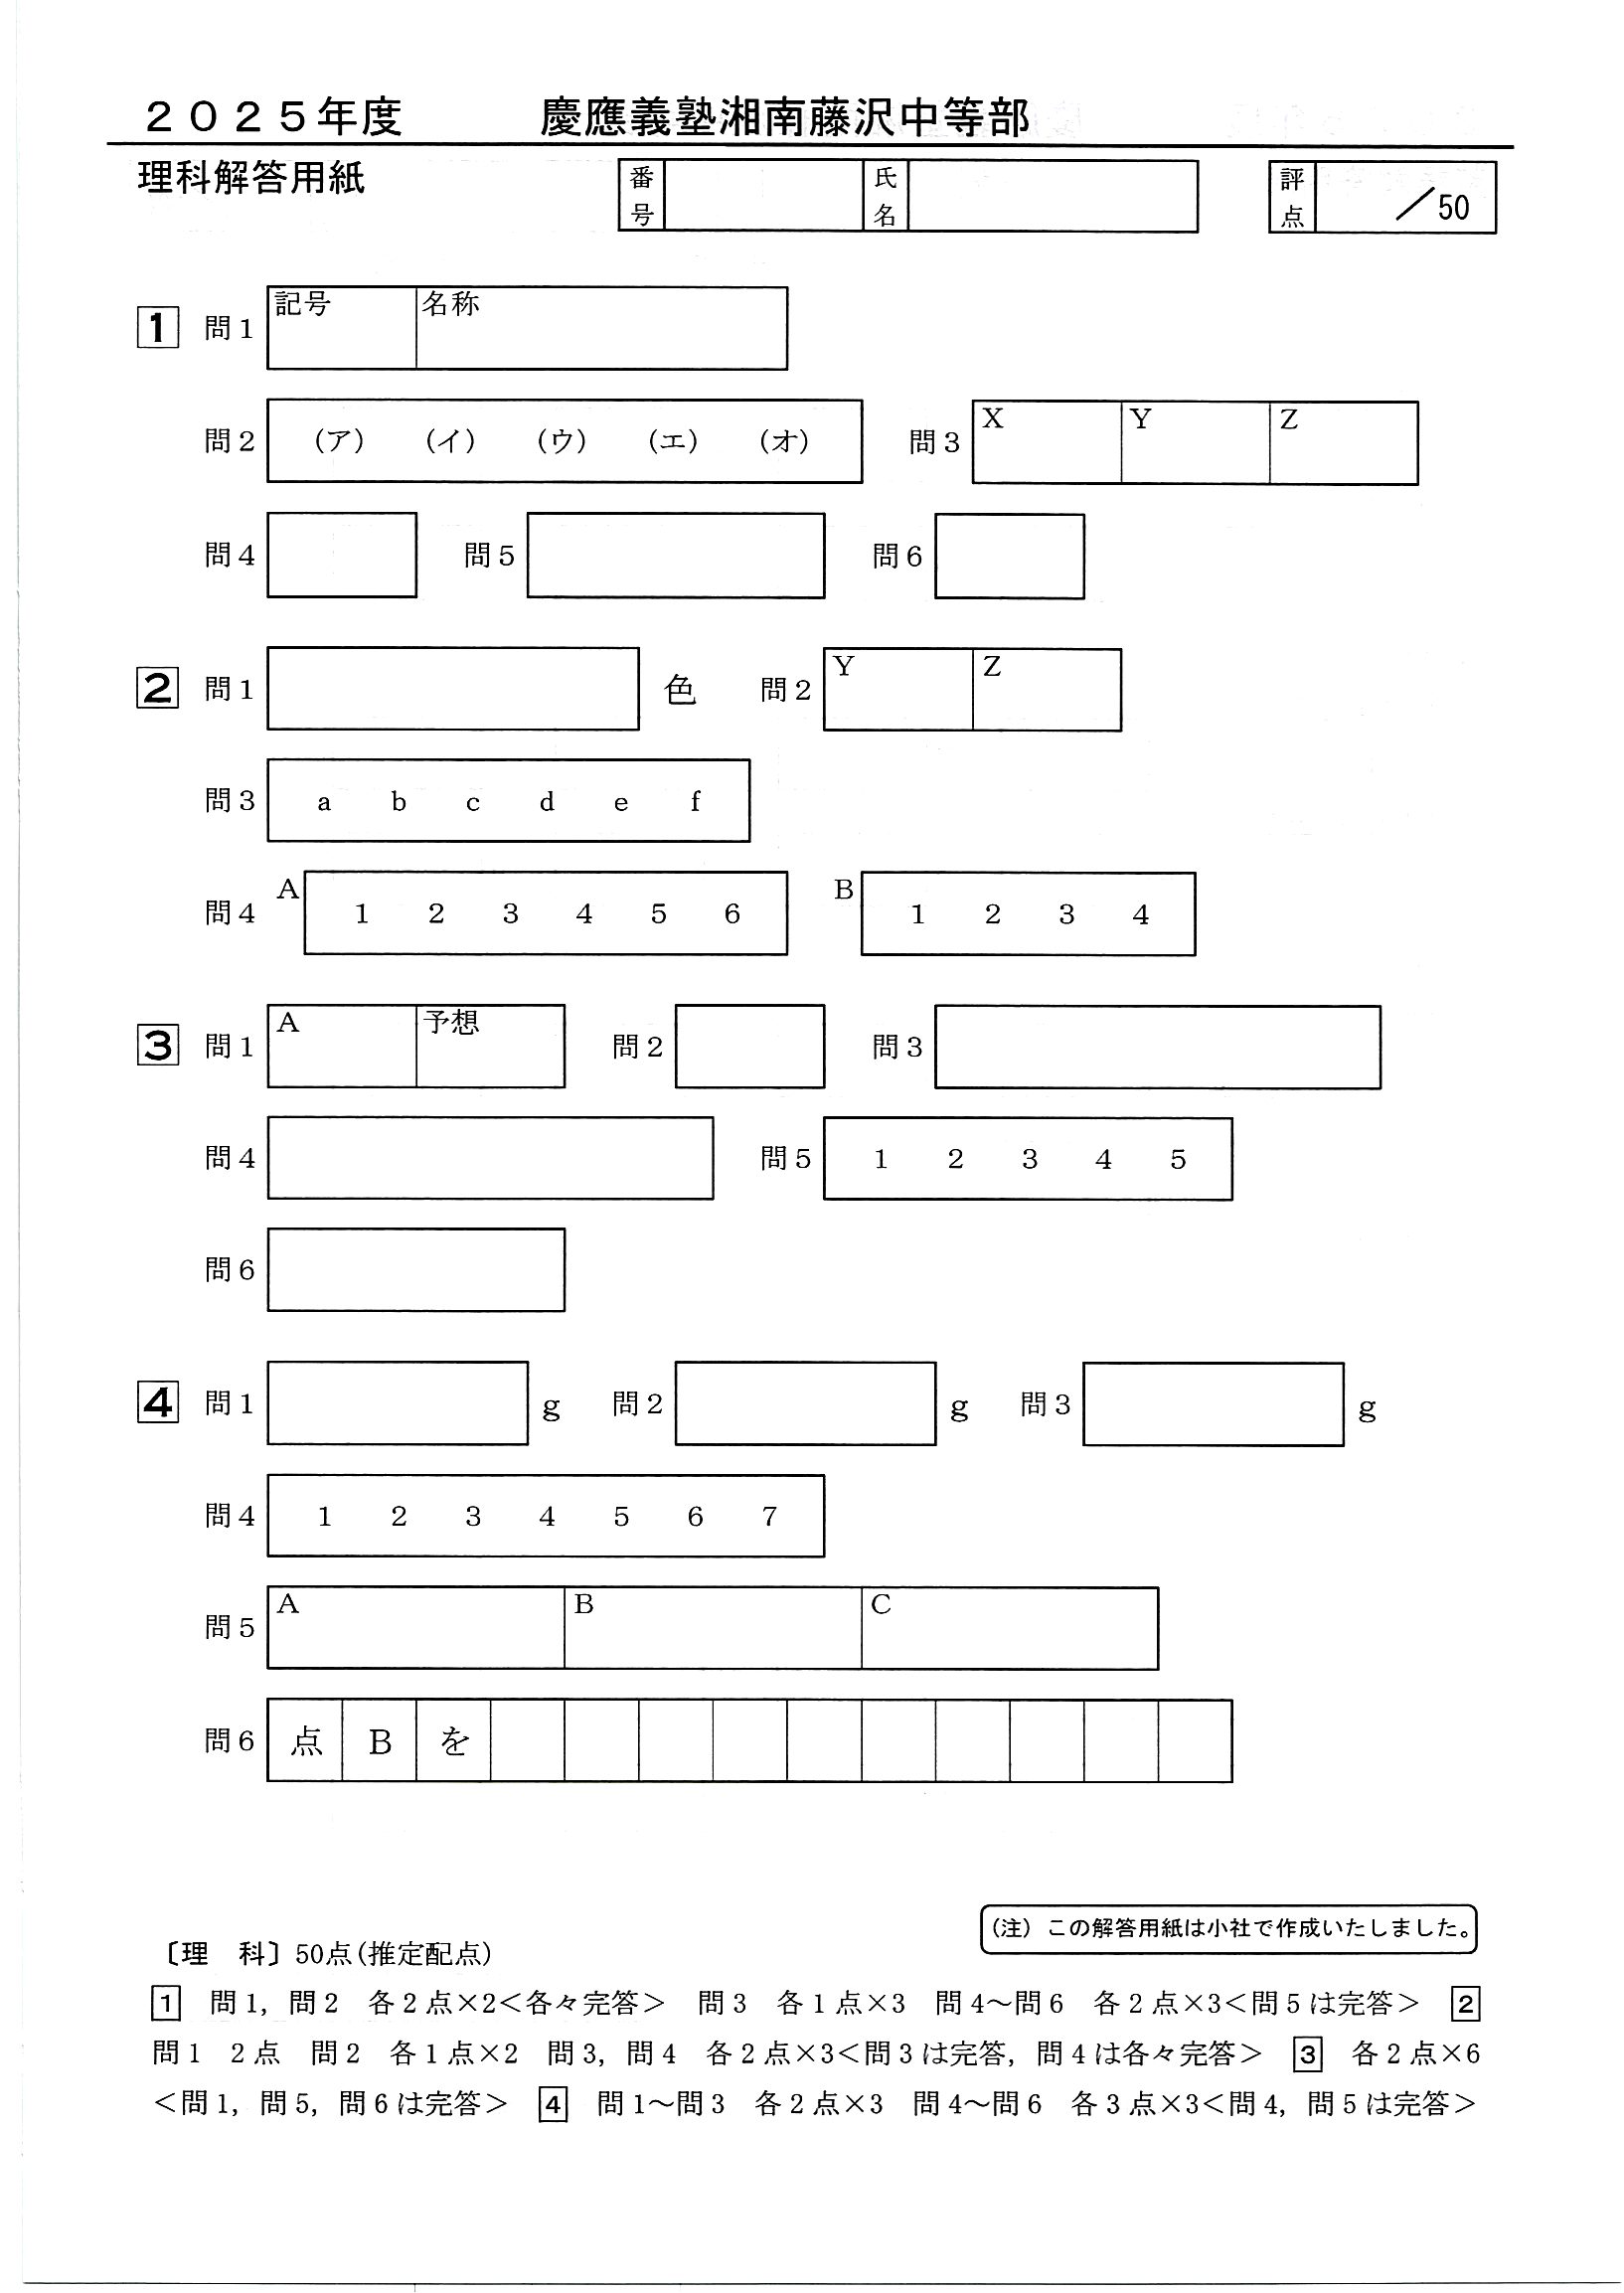 2025年度 慶應義塾湘南藤沢中等部
理科解答用紙 番号 氏名 評点 /50
1 問1 記号 名称
問2 (ア) (イ) (ウ) (エ) (オ) 問3 X Y Z
問4 問5 問6
2 問1 色 問2 Y Z
問3 a b c d e f
問4 A 1 2 3 4 5 6 B 1 2 3 4
3 問1 A 予想 問2 問3
問4 問5 1 2 3 4 5
問6
4 問1 g 問2 g 問3 g
問4 1 2 3 4 5 6 7
問5 A B C
問6 点Bを
(注) この解答用紙は小社で作成いたしました。
〔理 科〕50点(推定配点)
1 問1, 問2 各2点×2<各々完答> 問3 各1点×3 問4~問6 各2点×3<問5は完答> 2
問1 2点 問2 各1点×2 問3, 問4 各2点×3<問3は完答, 問4は各々完答> 3 各2点×6
<問1, 問5, 問6は完答> 4 問1~問3 各2点×3 問4~問6 各3点×3<問4, 問5は完答>